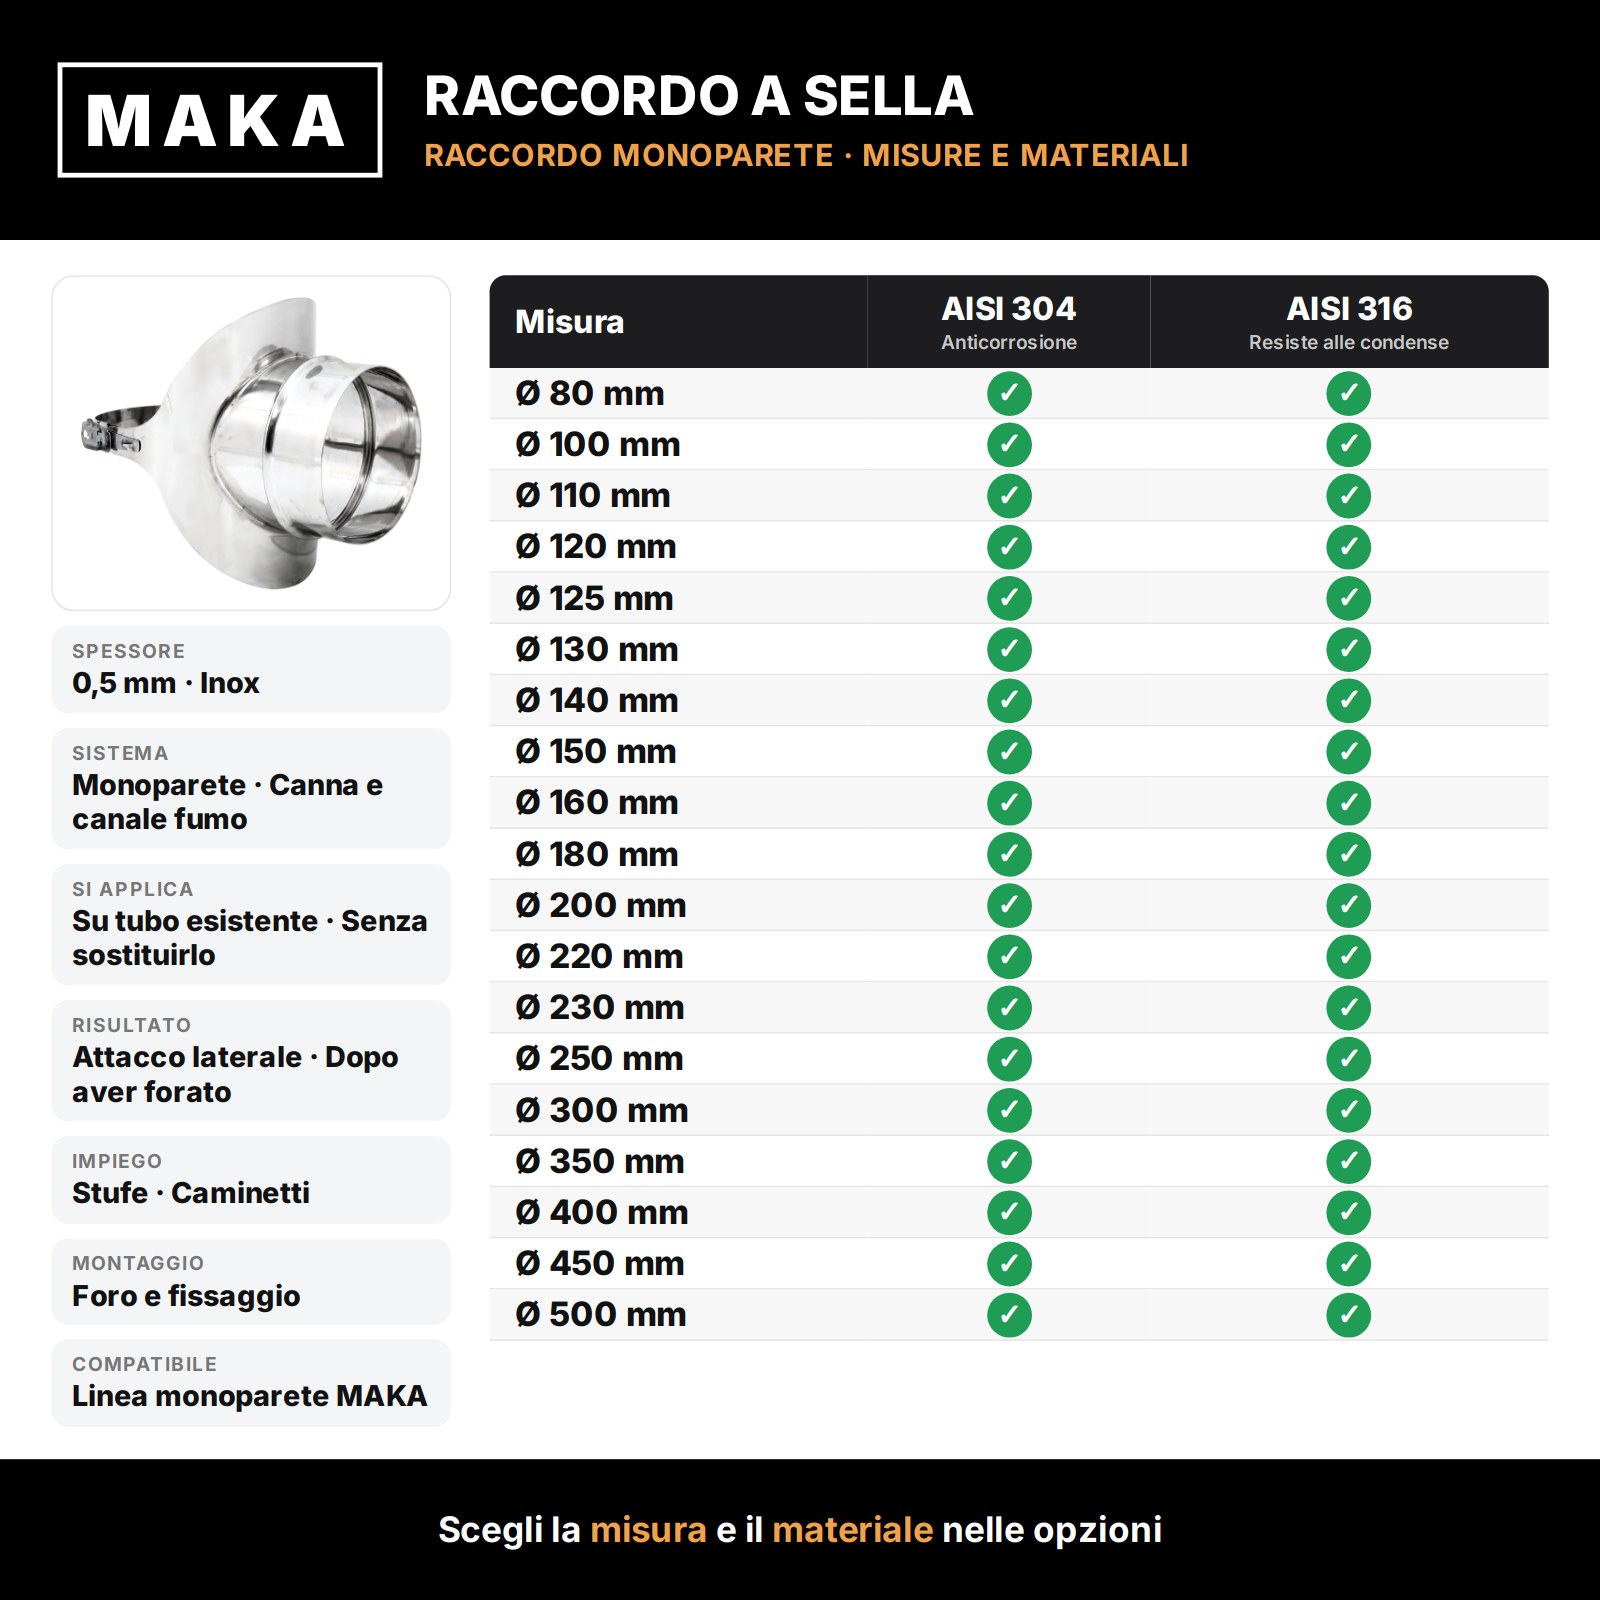 MAKA
RACCORDO A SELLA
RACCORDO MONOPARETE · MISURE E MATERIALI
SPESSORE
0,5 mm · Inox
SISTEMA
Monoparete · Canna e
canale fumo
SI APPLICA
Su tubo esistente · Senza
sostituirlo
RISULTATO
Attacco laterale · Dopo
aver forato
IMPIEGO
Stufe · Caminetti
MONTAGGIO
Foro e fissaggio
COMPATIBILE
Linea monoparete MAKA
Misura AISI 304 AISI 316
Anticorrosione Resiste alle condense
Ø 80 mm ✓ ✓
Ø 100 mm ✓ ✓
Ø 110 mm ✓ ✓
Ø 120 mm ✓ ✓
Ø 125 mm ✓ ✓
Ø 130 mm ✓ ✓
Ø 140 mm ✓ ✓
Ø 150 mm ✓ ✓
Ø 160 mm ✓ ✓
Ø 180 mm ✓ ✓
Ø 200 mm ✓ ✓
Ø 220 mm ✓ ✓
Ø 230 mm ✓ ✓
Ø 250 mm ✓ ✓
Ø 300 mm ✓ ✓
Ø 350 mm ✓ ✓
Ø 400 mm ✓ ✓
Ø 450 mm ✓ ✓
Ø 500 mm ✓ ✓
Scegli la misura e il materiale nelle opzioni